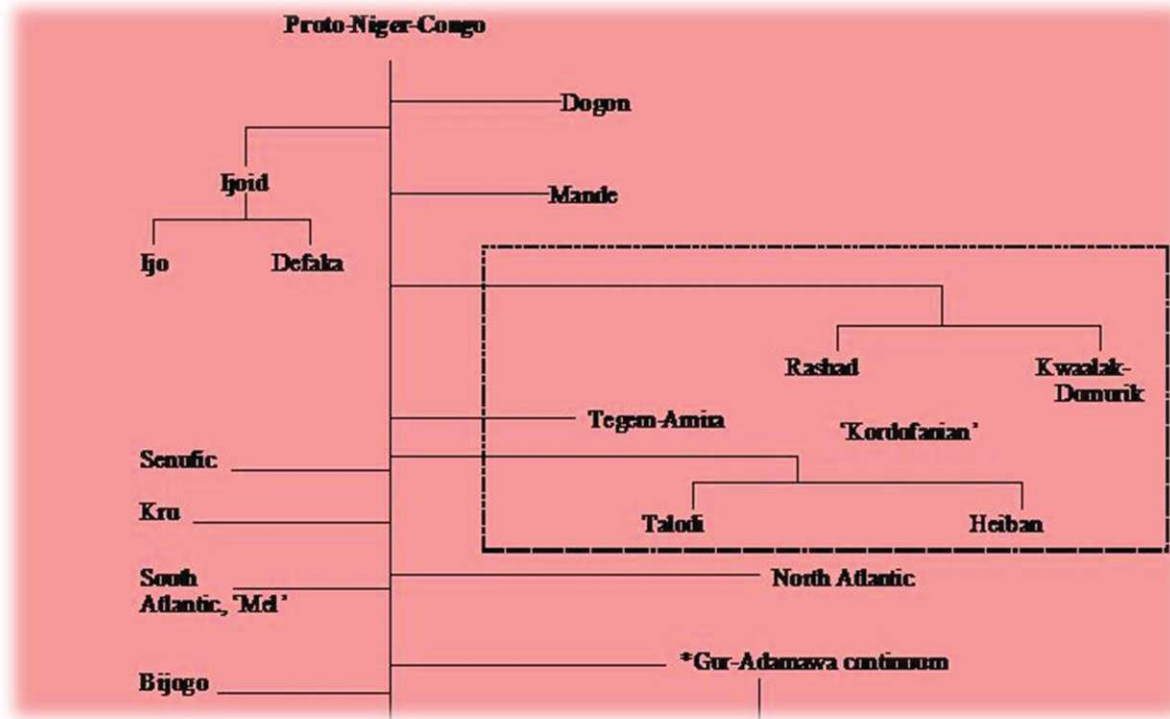 Proto-Niger-Congo
Dogon
Ijoid
Mande
Ijo
Defaka
Rashad
Kwaalak-
Domurik
Tegem-Amira
'Kordofanian'
Senufic
Kru
Talodi
Heiban
South
Atlantic, 'Mel'
North Atlantic
*Gur-Adamawa continuum
Bijogo